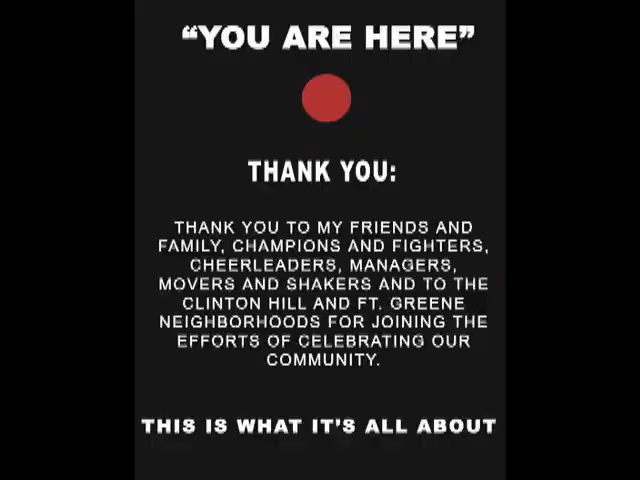 “YOU ARE HERE”
THANK YOU:
THANK YOU TO MY FRIENDS AND
FAMILY, CHAMPIONS AND FIGHTERS,
CHEERLEADERS, MANAGERS,
MOVERS AND SHAKERS AND TO THE
CLINTON HILL AND FT. GREENE
NEIGHBORHOODS FOR JOINING THE
EFFORTS OF CELEBRATING OUR
COMMUNITY.
THIS IS WHAT IT’S ALL ABOUT